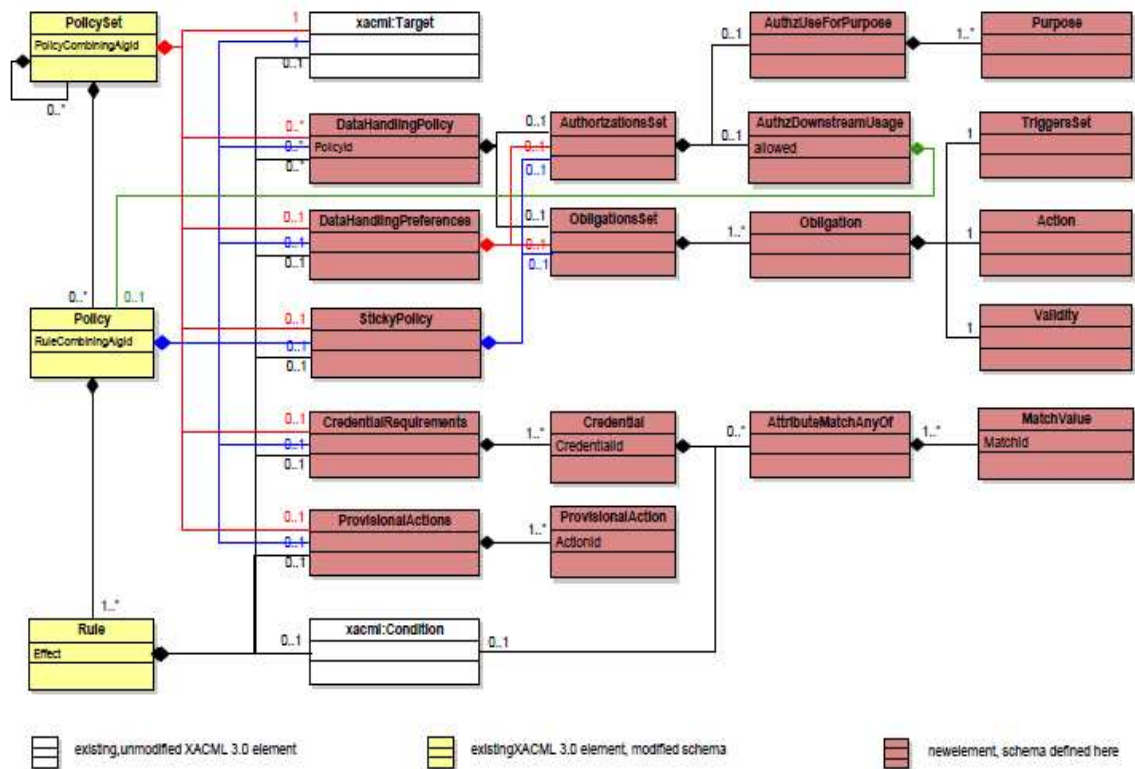 PolicySet
PolicyCombiningAlgId
0..*
1
1
0..1
xacml:Target
0..1
AuthzUseForPurpose
1..*
Purpose
0..*
0..*
0..*
DataHandlingPolicy
PolicyId
0..1
0..1
0..1
AuthorizationsSet
0..1
AuthzDownstreamUsage
allowed
1
TriggersSet
0..1
0..1
0..1
DataHandlingPreferences
0..1
0..1
0..1
ObligationsSet
1..*
Obligation
1
Action
0..*
0..1
Policy
RuleCombiningAlgId
0..1
0..1
0..1
StickyPolicy
1
Validity
0..1
0..1
0..1
CredentialRequirements
1..*
Credential
CredentialId
0..*
AttributeMatchAnyOf
1..*
MatchValue
MatchId
0..1
0..1
0..1
ProvisionalActions
1..*
ProvisionalAction
ActionId
1..*
Rule
Effect
0..1
xacml:Condition
0..1
existing,unmodified XACML 3.0 element
existingXACML 3.0 element, modified schema
newelement, schema defined here